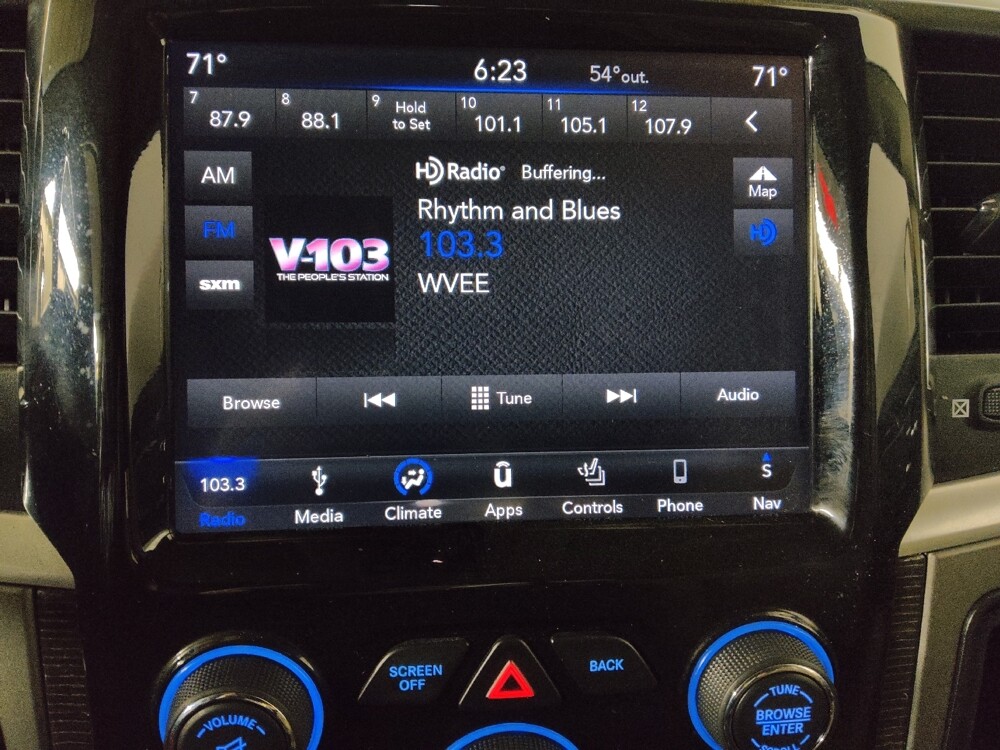 71° 6:23 54°out. 71°
7 87.9 8 88.1 9 Hold to Set 10 101.1 11 105.1 12 107.9
AM HD Radio® Buffering... Map
FM Rhythm and Blues HD
103.3
sxm V-103 WVEE
THE PEOPLE'S STATION
Browse Tune Audio
103.3 S
Radio Media Climate Apps Controls Phone Nav
SCREEN OFF BACK
VOLUME TUNE
BROWSE
ENTER